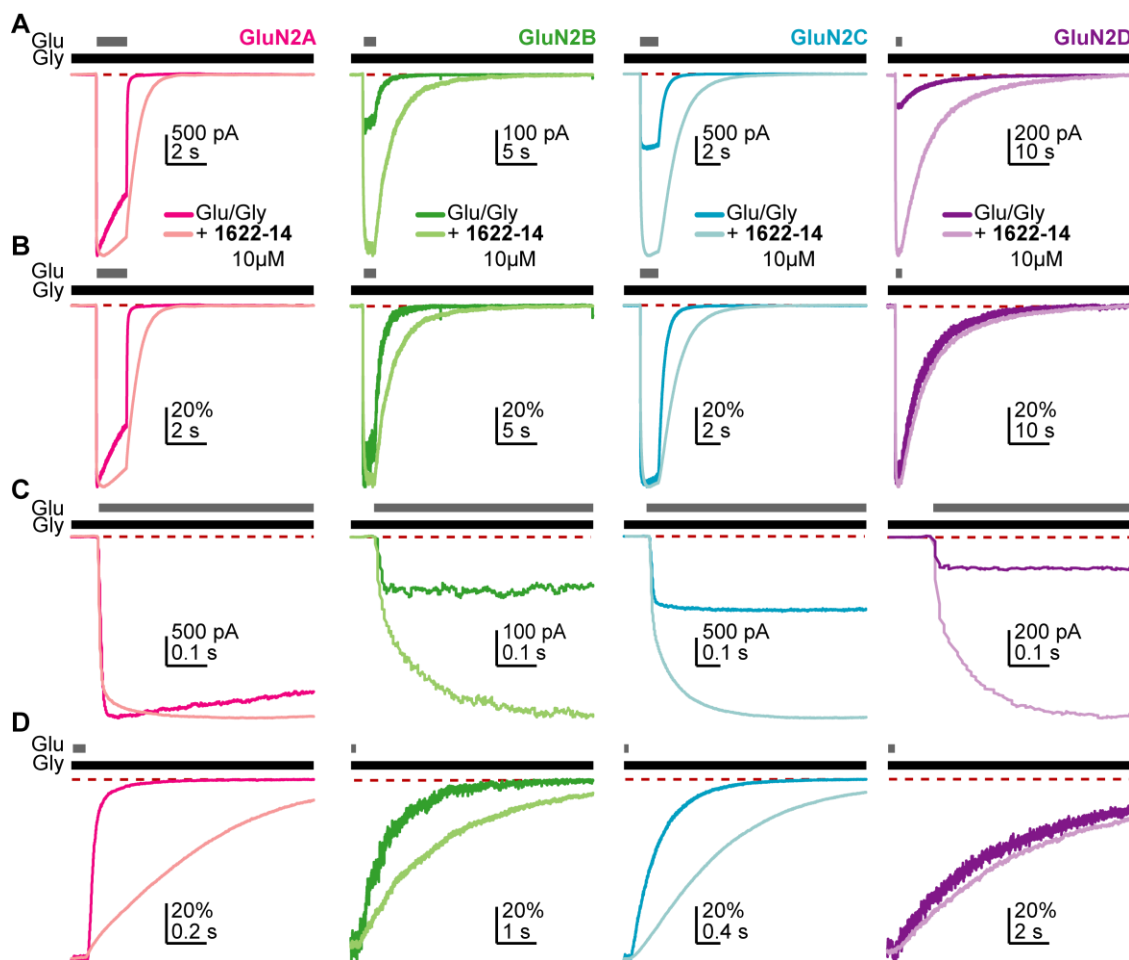 A
Glu GluN2A GluN2B GluN2C GluN2D
Gly
500 pA 100 pA 500 pA 200 pA
2 s 5 s 2 s 10 s
Glu/Gly Glu/Gly Glu/Gly Glu/Gly
+ 1622-14 + 1622-14 + 1622-14 + 1622-14
10µM 10µM 10µM 10µM
B
Glu
Gly
20% 20% 20% 20%
2 s 5 s 2 s 10 s
C
Glu
Gly
500 pA 100 pA 500 pA 200 pA
0.1 s 0.1 s 0.1 s 0.1 s
D
Glu
Gly
20% 20% 20% 20%
0.2 s 1 s 0.4 s 2 s